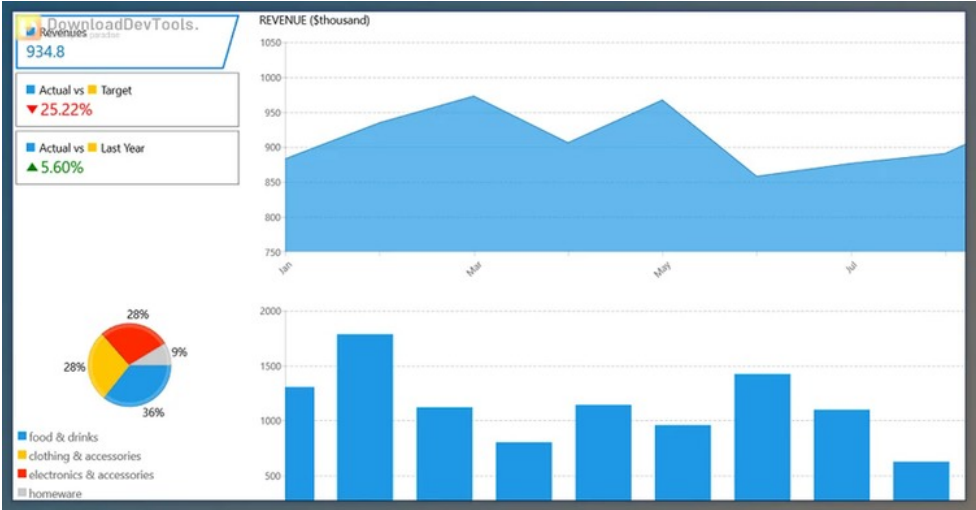 DownloadDevTools.
Revenues
934.8
Actual vs Target
25.22%
Actual vs Last Year
5.60%
REVENUE ($thousand)
1050
1000
950
900
850
800
750
Jan
Mar
May
Jul
28%
9%
28%
36%
food & drinks
clothing & accessories
electronics & accessories
homeware
2000
1500
1000
500